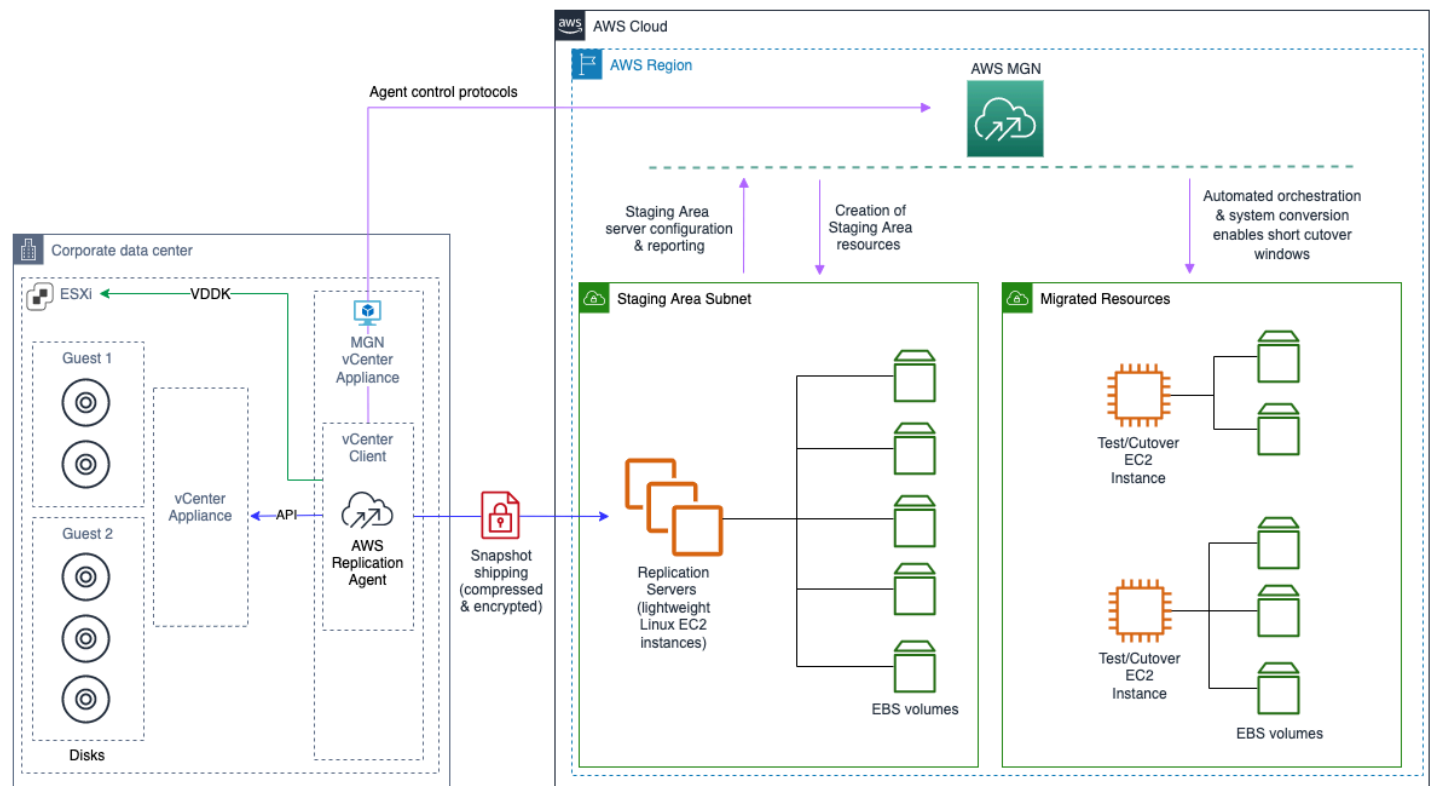 aws
AWS Cloud
AWS Region
AWS MGN
Agent control protocols
Staging Area
server configuration
& reporting
Creation of
Staging Area
resources
Automated orchestration
& system conversion
enables short cutover
windows
Corporate data center
ESXi
VDDK
MGN
vCenter
Appliance
Guest 1
vCenter
Client
vCenter
Appliance
API
AWS
Replication
Agent
Guest 2
Disks
Snapshot
shipping
(compressed
& encrypted)
Staging Area Subnet
Replication
Servers
(lightweight
Linux EC2
instances)
EBS volumes
Migrated Resources
Test/Cutover
EC2
Instance
Test/Cutover
EC2
Instance
EBS volumes